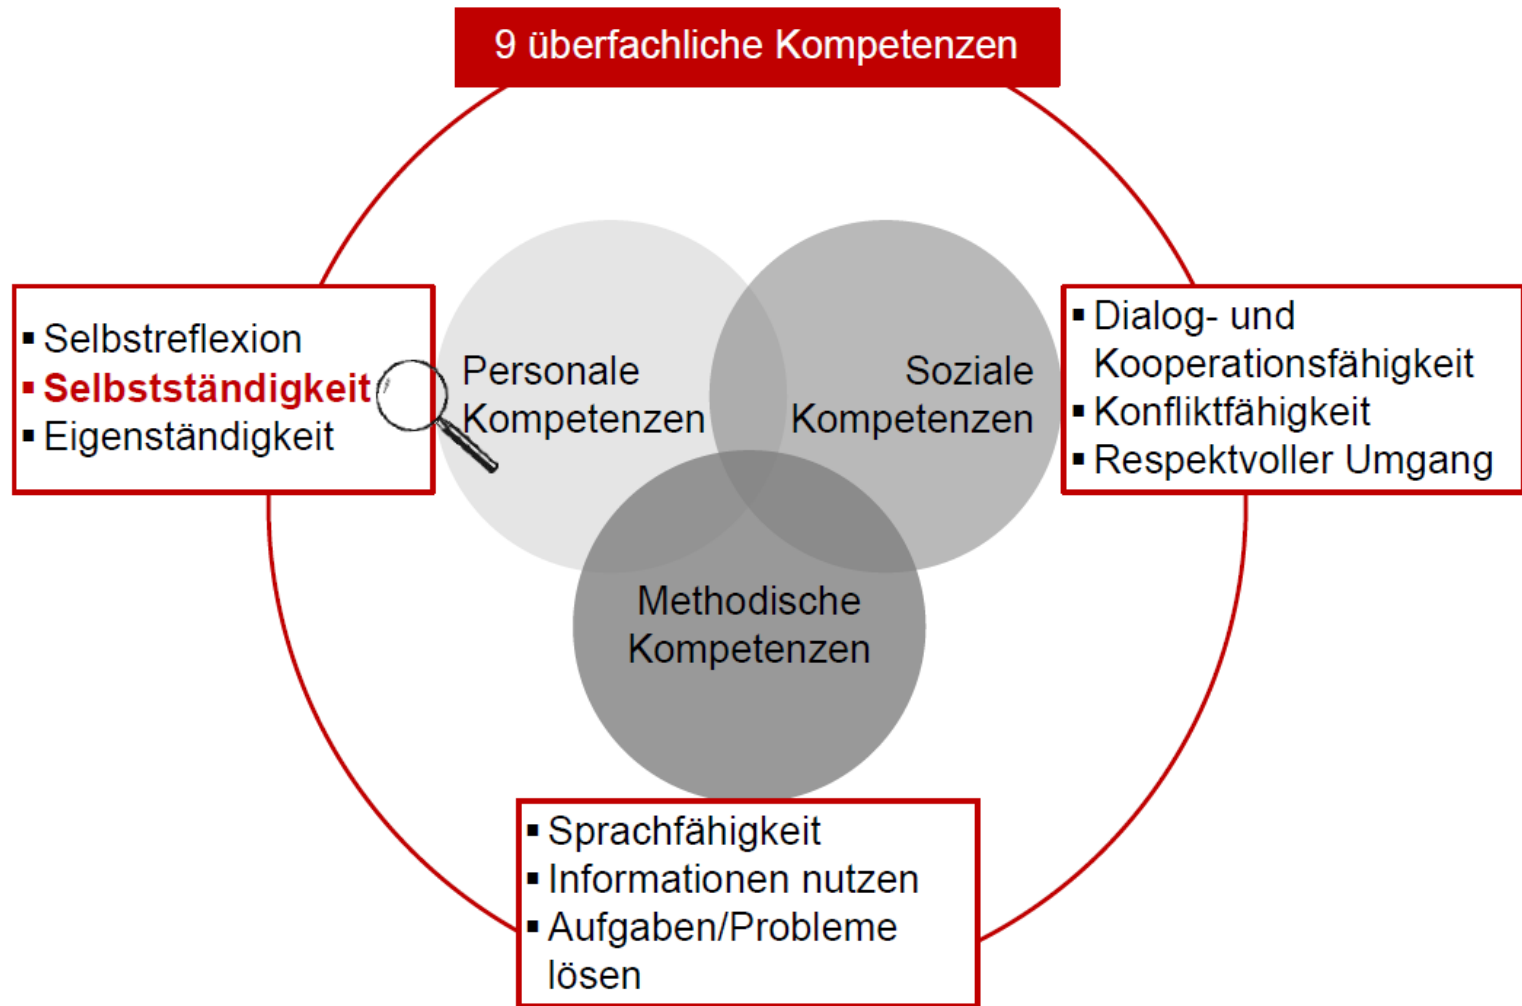 9 überfachliche Kompetenzen
▪ Selbstreflexion
▪ Selbstständigkeit
▪ Eigenständigkeit
Personale
Kompetenzen
Soziale
Kompetenzen
▪ Dialog- und
Kooperationsfähigkeit
▪ Konfliktfähigkeit
▪ Respektvoller Umgang
Methodische
Kompetenzen
▪ Sprachfähigkeit
▪ Informationen nutzen
▪ Aufgaben/Probleme
lösen